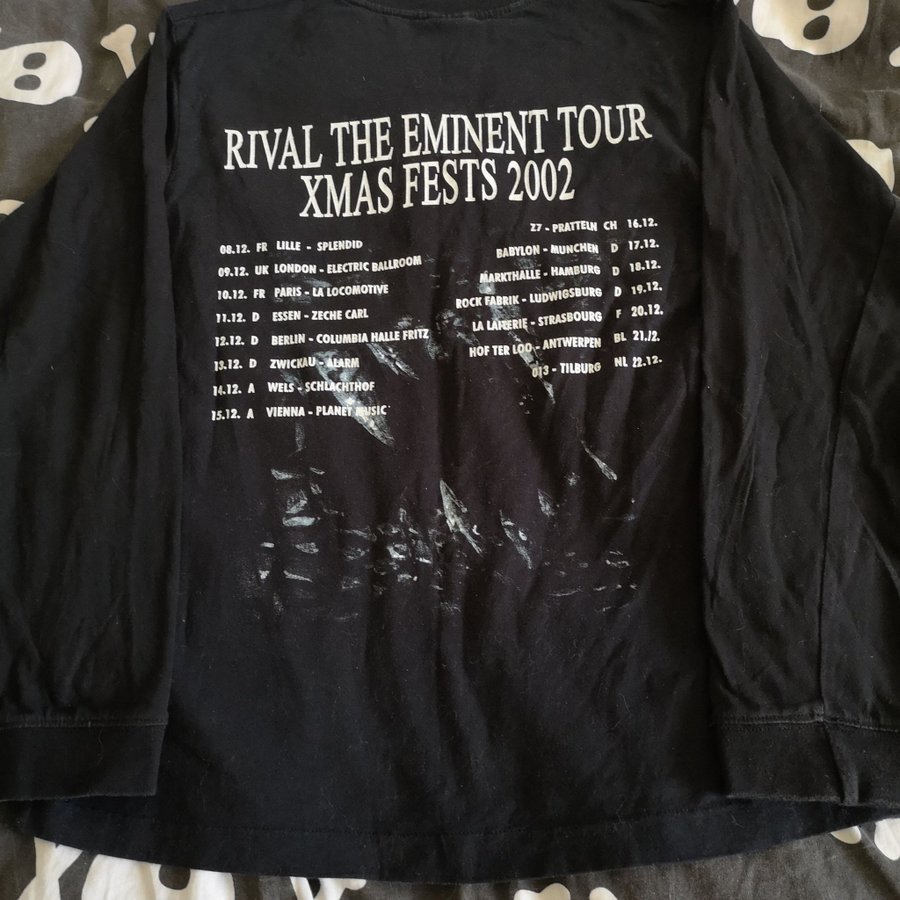 RIVAL THE EMINENT TOUR
XMAS FESTS 2002
08.12. FR LILLE - SPLENDID
09.12. UK LONDON - ELECTRIC BALLROOM
10.12. FR PARIS - LA LOCOMOTIVE
11.12. D ESSEN - ZECHE CARL
12.12. D BERLIN - COLUMBIA HALLE FRITZ
13.12. D ZWICKAU - ALARM
14.12. A WELS - SCHLACHTHOF
15.12. A VIENNA - PLANET MUSIC
Z7 - PRATTELN CH 16.12.
BABYLON - MUNCHEN D 17.12.
MARKTHALLE - HAMBURG D 18.12.
ROCK FABRIK - LUDWIGSBURG D 19.12.
LA LAITERIE - STRASBOURG F 20.12.
HOF TER LOO - ANTWERPEN BL 21.12.
013 - TILBURG NL 22.12.